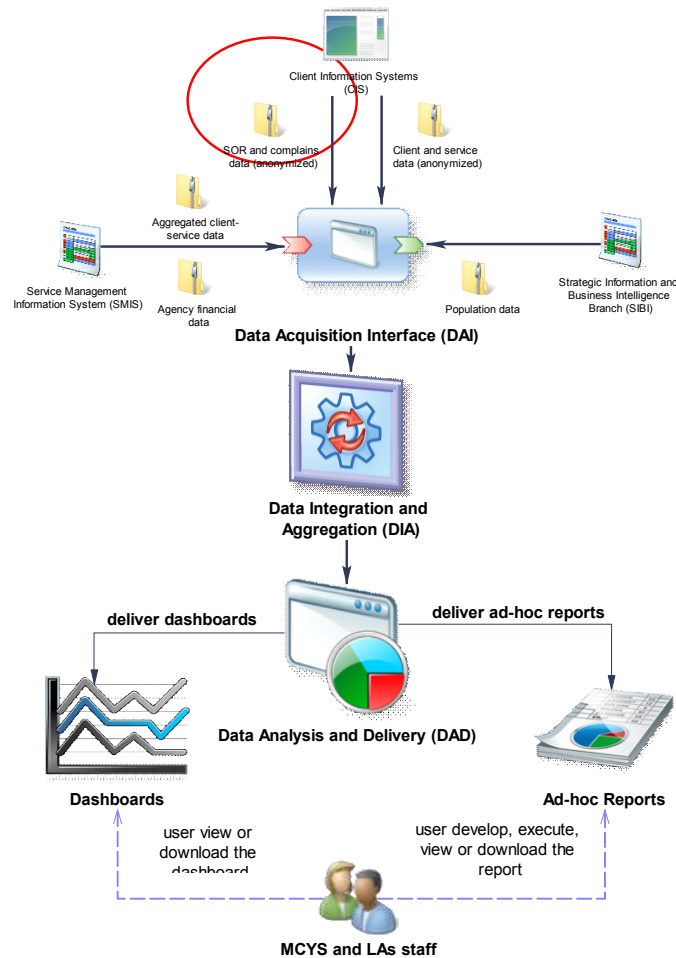 Client Information Systems
(CIS)
SOR and complains
data (anonymized)
Client and service
data (anonymized)
Aggregated client-
service data
Service Management
Information System (SMIS)
Agency financial
data
Population data
Strategic Information and
Business Intelligence
Branch (SIBI)
Data Acquisition Interface (DAI)
Data Integration and
Aggregation (DIA)
deliver dashboards
deliver ad-hoc reports
Data Analysis and Delivery (DAD)
Dashboards
Ad-hoc Reports
user view or
download the
dashboard
user develop, execute,
view or download the
report
MCYS and LAs staff